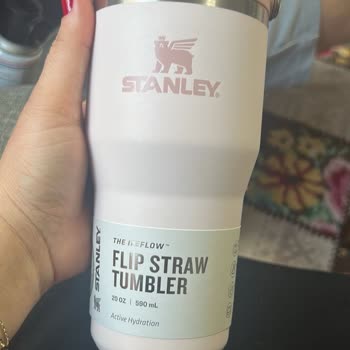 STANLEY
STANLEY
THE ICEFLOW™
FLIP STRAW
TUMBLER
20 OZ | 590 mL
Active Hydration